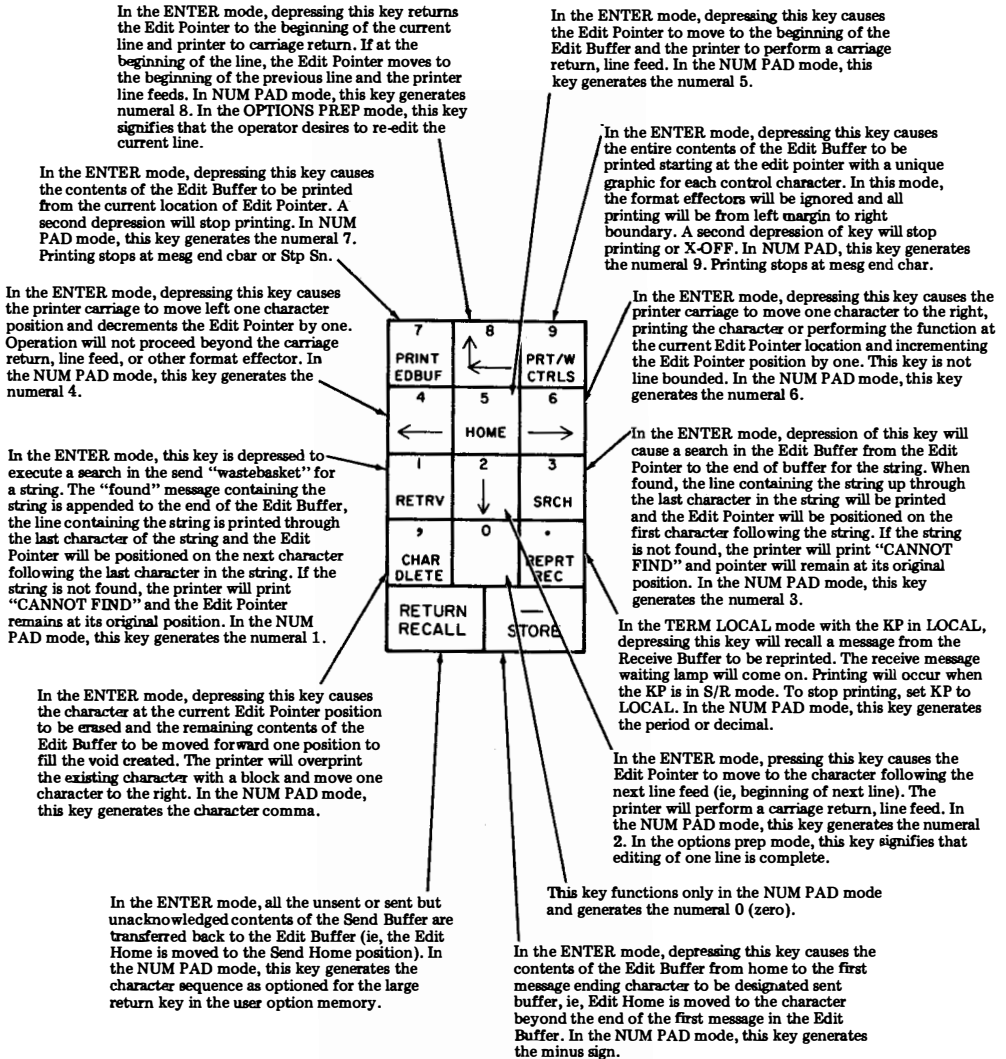 In the ENTER mode, depressing this key returns
the Edit Pointer to the beginning of the current
line and printer to carriage return. If at the
beginning of the line, the Edit Pointer moves to
the beginning of the previous line and the printer
line feeds. In NUM PAD mode, this key generates
numeral 8. In the OPTIONS PREP mode, this key
signifies that the operator desires to re-edit the
current line.
In the ENTER mode, depressing this key causes
the Edit Pointer to move to the beginning of the
Edit Buffer and the printer to perform a carriage
return, line feed. In the NUM PAD mode, this
key generates the numeral 5.
In the ENTER mode, depressing this key causes
the contents of the Edit Buffer to be printed
from the current location of Edit Pointer. A
second depression will stop printing. In NUM
PAD mode, this key generates the numeral 7.
Printing stops at mesg end cbar or Stp Sn.
In the ENTER mode, depressing this key causes
the entire contents of the Edit Buffer to be
printed starting at the edit pointer with a unique
graphic for each control character. In this mode,
the format effectors will be ignored and all
printing will be from left margin to right
boundary. A second depression of key will stop
printing or X-OFF. In NUM PAD, this key generates
the numeral 9. Printing stops at mesg end char.
In the ENTER mode, depressing this key causes
the printer carriage to move left one character
position and decrements the Edit Pointer by one.
Operation will not proceed beyond the carriage
return, line feed, or other format effector. In
the NUM PAD mode, this key generates the
numeral 4.
In the ENTER mode, depressing this key causes the
printer carriage to move one character to the right,
printing the character or performing the function at
the current Edit Pointer location and incrementing
the Edit Pointer position by one. This key is not
line bounded. In the NUM PAD mode, this key
generates the numeral 6.
7 8 9
PRINT PRT/W
EDBUF CTRLS
4 5 6
← HOME →
1 2 3
RETRV ↓ SRCH
, 0 .
CHAR REPRT
DLETE REC
RETURN —
RECALL STORE
In the ENTER mode, this key is depressed to
execute a search in the send "wastebasket" for
a string. The "found" message containing the
string is appended to the end of the Edit Buffer,
the line containing the string is printed through
the last character of the string and the Edit
Pointer will be positioned on the next character
following the last character in the string. If the
string is not found, the printer will print
"CANNOT FIND" and the Edit Pointer
remains at its original position. In the NUM
PAD mode, this key generates the numeral 1.
In the ENTER mode, depression of this key will
cause a search in the Edit Buffer from the Edit
Pointer to the end of buffer for the string. When
found, the line containing the string up through
the last character in the string will be printed
and the Edit Pointer will be positioned on the
first character following the string. If the string
is not found, the printer will print "CANNOT
FIND" and pointer will remain at its original
position. In the NUM PAD mode, this key
generates the numeral 3.
In the TERM LOCAL mode with the KP in LOCAL,
depressing this key will recall a message from the
Receive Buffer to be reprinted. The receive message
waiting lamp will come on. Printing will occur when
the KP is in S/R mode. To stop printing, set KP to
LOCAL. In the NUM PAD mode, this key generates
the period or decimal.
In the ENTER mode, depressing this key causes
the character at the current Edit Pointer position
to be erased and the remaining contents of the
Edit Buffer to be moved forward one position to
fill the void created. The printer will overprint
the existing character with a block and move one
character to the right. In the NUM PAD mode,
this key generates the character comma.
In the ENTER mode, pressing this key causes the
Edit Pointer to move to the character following the
next line feed (ie, beginning of next line). The
printer will perform a carriage return, line feed. In
the NUM PAD mode, this key generates the numeral
2. In the options prep mode, this key signifies that
editing of one line is complete.
This key functions only in the NUM PAD mode
and generates the numeral 0 (zero).
In the ENTER mode, all the unsent or sent but
unacknowledged contents of the Send Buffer are
transferred back to the Edit Buffer (ie, the Edit
Home is moved to the Send Home position). In
the NUM PAD mode, this key generates the
character sequence as optioned for the large
return key in the user option memory.
In the ENTER mode, depressing this key causes the
contents of the Edit Buffer from home to the first
message ending character to be designated sent
buffer, ie, Edit Home is moved to the character
beyond the end of the first message in the Edit
Buffer. In the NUM PAD mode, this key generates
the minus sign.